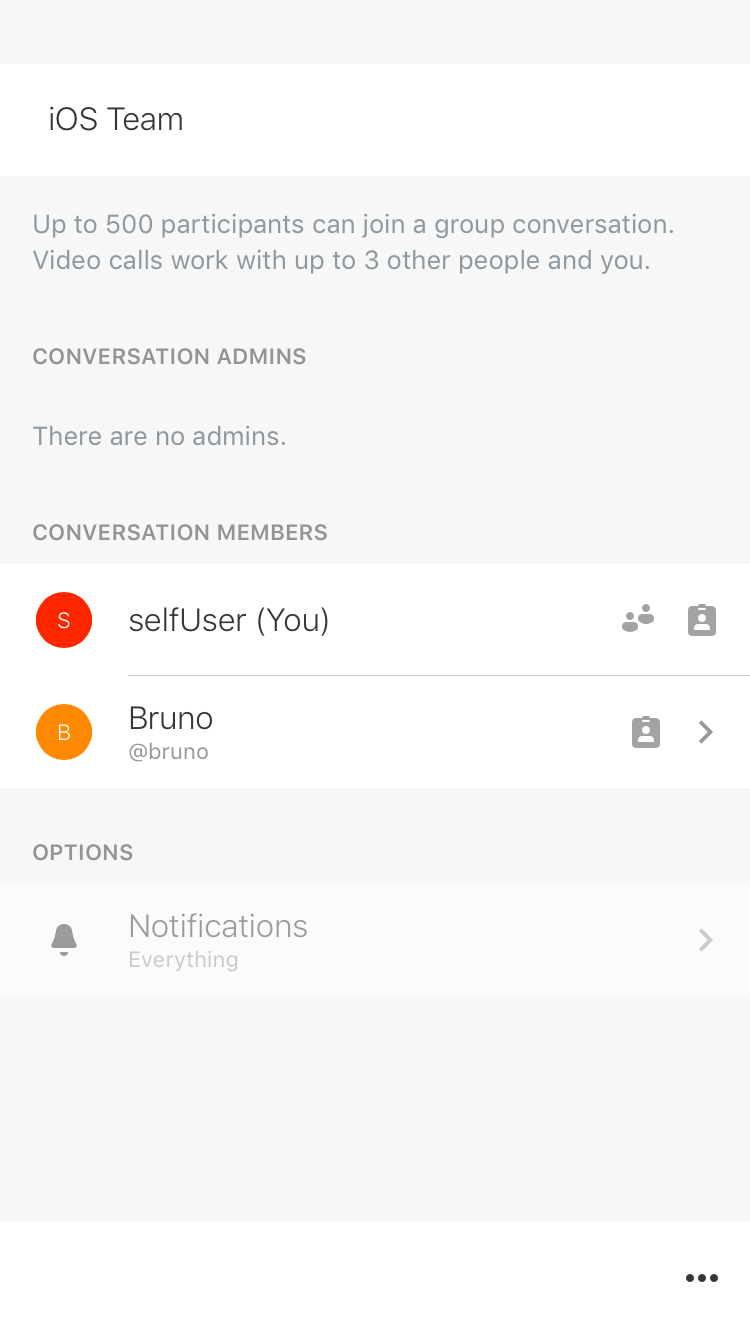 iOS Team
Up to 500 participants can join a group conversation.
Video calls work with up to 3 other people and you.
CONVERSATION ADMINS
There are no admins.
CONVERSATION MEMBERS
S
selfUser (You)
B
Bruno
@bruno
OPTIONS
Notifications
Everything